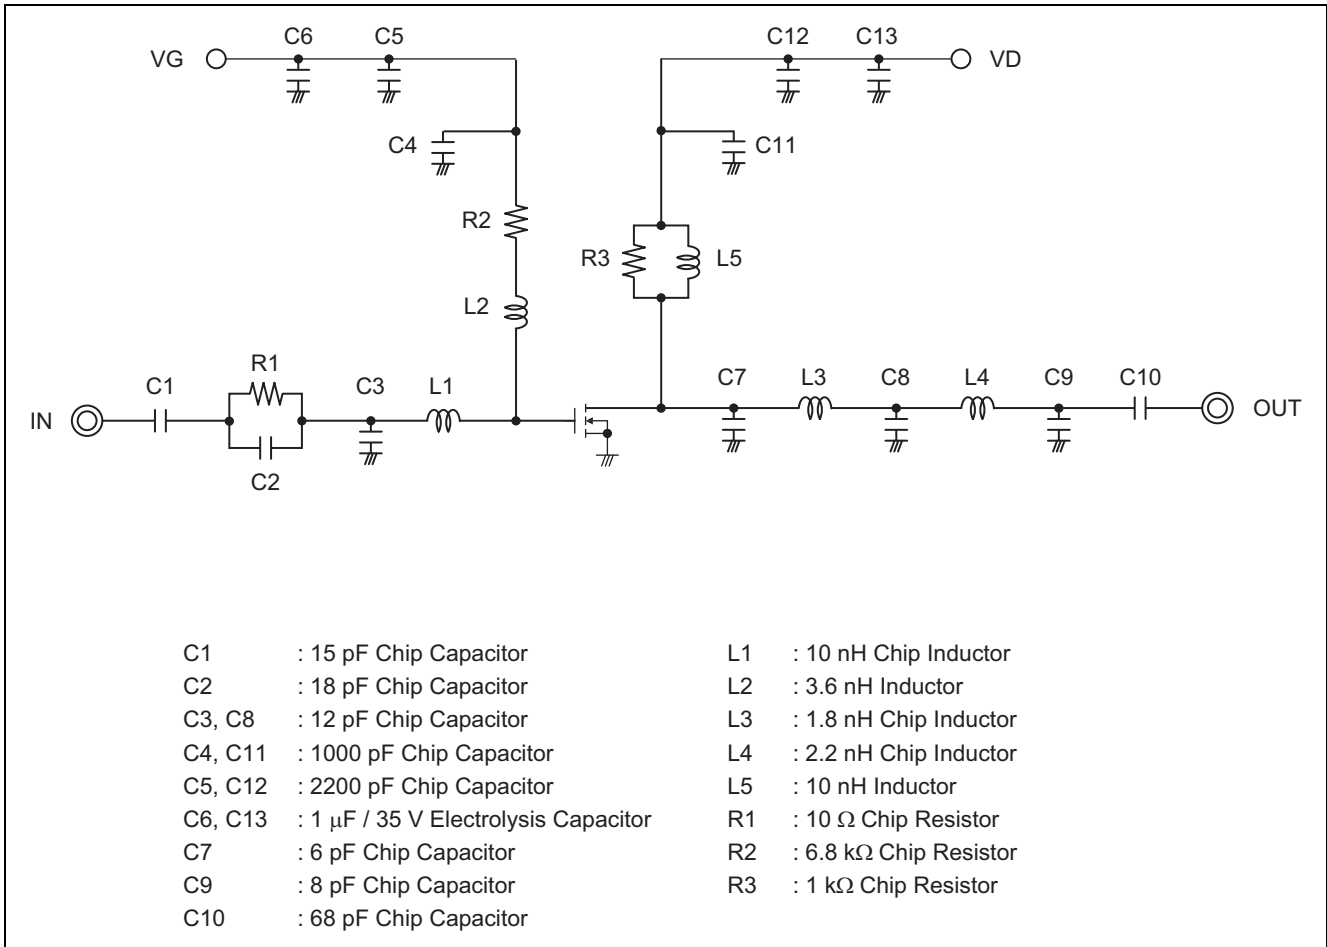 C6 C5 C12 C13
VG VD
C4 C11
R2
R3 L5
L2
R1
C1 C3 L1 C7 L3 C8 L4 C9 C10
IN OUT
C2
C1 : 15 pF Chip Capacitor
C2 : 18 pF Chip Capacitor
C3, C8 : 12 pF Chip Capacitor
C4, C11 : 1000 pF Chip Capacitor
C5, C12 : 2200 pF Chip Capacitor
C6, C13 : 1 μF / 35 V Electrolysis Capacitor
C7 : 6 pF Chip Capacitor
C9 : 8 pF Chip Capacitor
C10 : 68 pF Chip Capacitor
L1 : 10 nH Chip Inductor
L2 : 3.6 nH Inductor
L3 : 1.8 nH Chip Inductor
L4 : 2.2 nH Chip Inductor
L5 : 10 nH Inductor
R1 : 10 Ω Chip Resistor
R2 : 6.8 kΩ Chip Resistor
R3 : 1 kΩ Chip Resistor